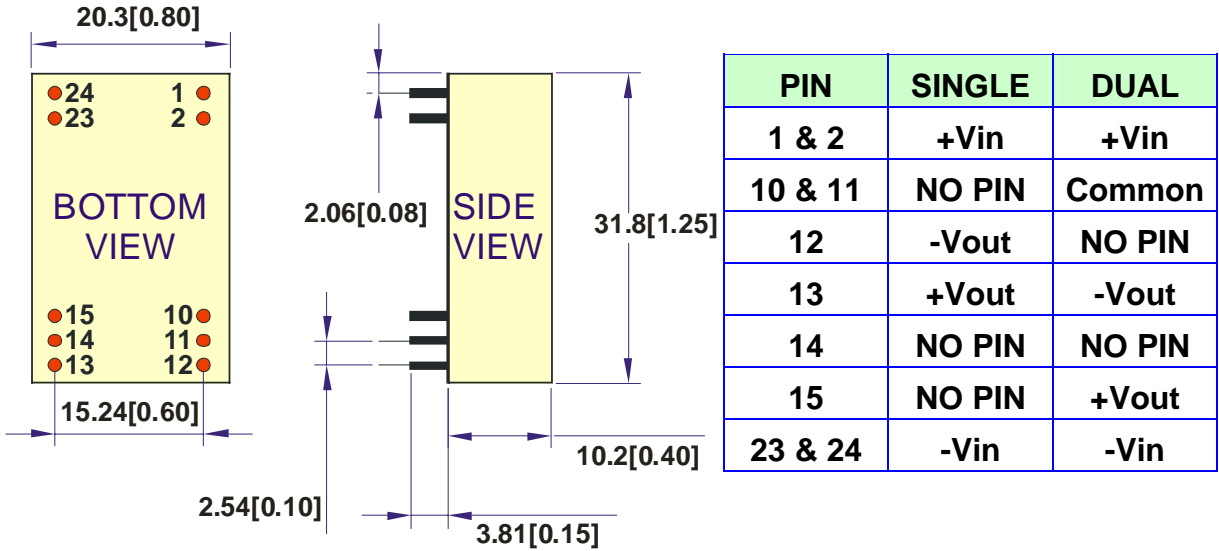 20.3[0.80]
24 1
23 2
BOTTOM
VIEW
15 10
14 11
13 12
15.24[0.60]
2.06[0.08]
SIDE
VIEW
31.8[1.25]
10.2[0.40]
2.54[0.10]
3.81[0.15]
PIN SINGLE DUAL
1 & 2 +Vin +Vin
10 & 11 NO PIN Common
12 -Vout NO PIN
13 +Vout -Vout
14 NO PIN NO PIN
15 NO PIN +Vout
23 & 24 -Vin -Vin